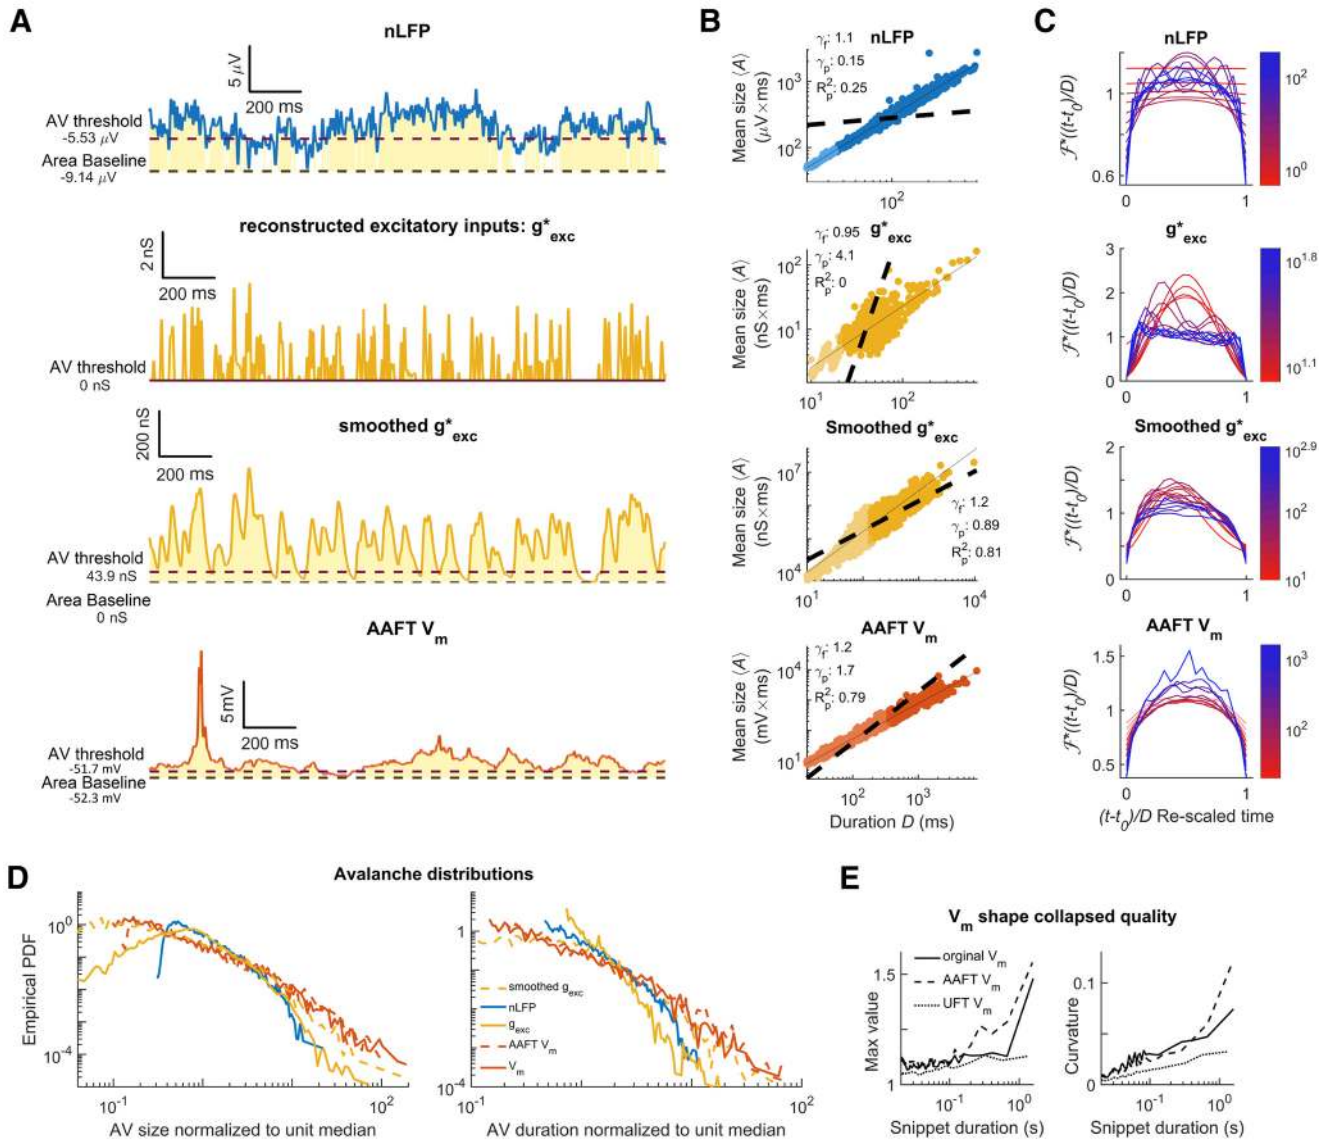 A
nLFP
5 μV
200 ms
AV threshold
-5.53 μV
Area Baseline
-9.14 μV
reconstructed excitatory inputs: g*exc
2 nS
200 ms
AV threshold
0 nS
smoothed g*exc
200 nS
200 ms
AV threshold
43.9 nS
Area Baseline
0 nS
AAFT Vm
5 mV
200 ms
AV threshold
-51.7 mV
Area Baseline
-52.3 mV
B
nLFP
γf: 1.1
γp: 0.15
R²p: 0.25
Mean size ⟨A⟩
(μV×ms)
10³
10²
10²
g*exc
γf: 0.95
γp: 4.1
R²p: 0
Mean size ⟨A⟩
(nS×ms)
10²
10¹
10¹ 10²
Smoothed g*exc
γf: 1.2
γp: 0.89
R²p: 0.81
Mean size ⟨A⟩
(nS×ms)
10⁷
10⁴
10¹ 10⁴
AAFT Vm
γf: 1.2
γp: 1.7
R²p: 0.79
Mean size ⟨A⟩
(mV×ms)
10⁴
10¹
10² 10³
Duration D (ms)
C
nLFP
ℱ*((t-t0)/D)
1
0.6
0 1
10²
10⁰
g*exc
ℱ*((t-t0)/D)
3
2
1
0
0 1
10^1.8
10^1.1
Smoothed g*exc
ℱ*((t-t0)/D)
2
1
0
0 1
10^2.9
10²
10¹
AAFT Vm
ℱ*((t-t0)/D)
1.5
1
0.5
0 1
10³
10²
(t-t0)/D Re-scaled time
D
Avalanche distributions
Empirical PDF
10⁰
10⁻⁴
10⁻¹ 10²
AV size normalized to unit median
1
10⁻⁴
smoothed gexc
nLFP
gexc
AAFT Vm
Vm
10⁻¹ 10²
AV duration normalized to unit median
E
Vm shape collapsed quality
Max value
1.5
1
orginal Vm
AAFT Vm
UFT Vm
10⁻¹ 10⁰
Snippet duration (s)
Curvature
0.1
0
10⁻¹ 10⁰
Snippet duration (s)